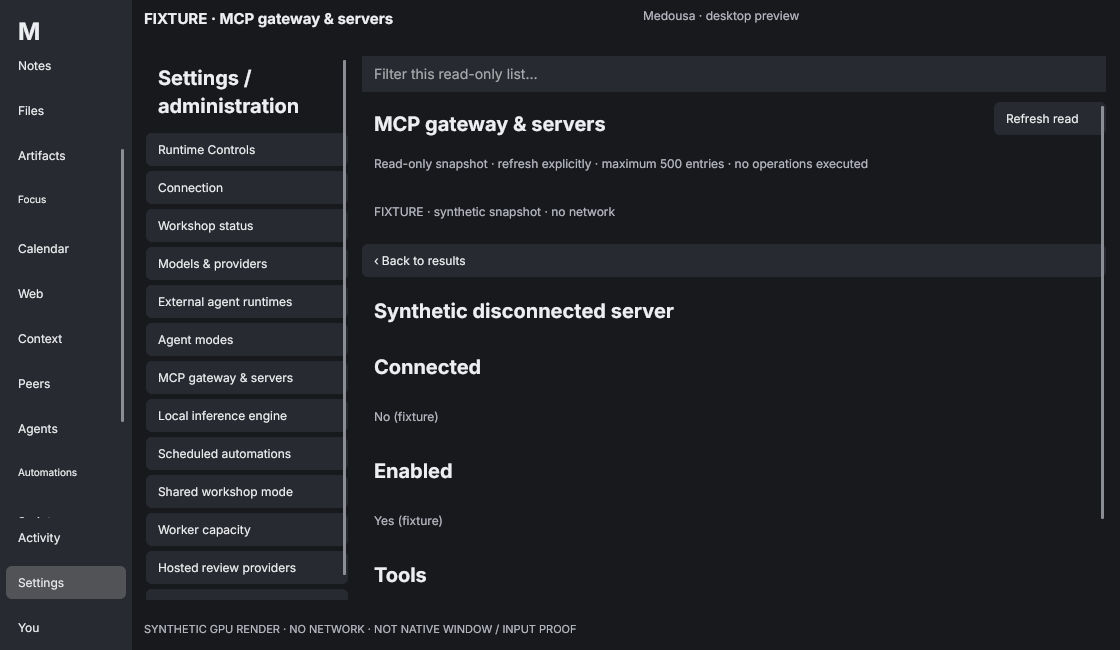 M
Notes
Files
Artifacts
Focus
Calendar
Web
Context
Peers
Agents
Automations
Activity
Settings
You
FIXTURE · MCP gateway & servers
Medousa · desktop preview
Settings /
administration
Runtime Controls
Connection
Workshop status
Models & providers
External agent runtimes
Agent modes
MCP gateway & servers
Local inference engine
Scheduled automations
Shared workshop mode
Worker capacity
Hosted review providers
Filter this read-only list...
MCP gateway & servers
Refresh read
Read-only snapshot · refresh explicitly · maximum 500 entries · no operations executed
FIXTURE · synthetic snapshot · no network
‹ Back to results
Synthetic disconnected server
Connected
No (fixture)
Enabled
Yes (fixture)
Tools
SYNTHETIC GPU RENDER · NO NETWORK · NOT NATIVE WINDOW / INPUT PROOF